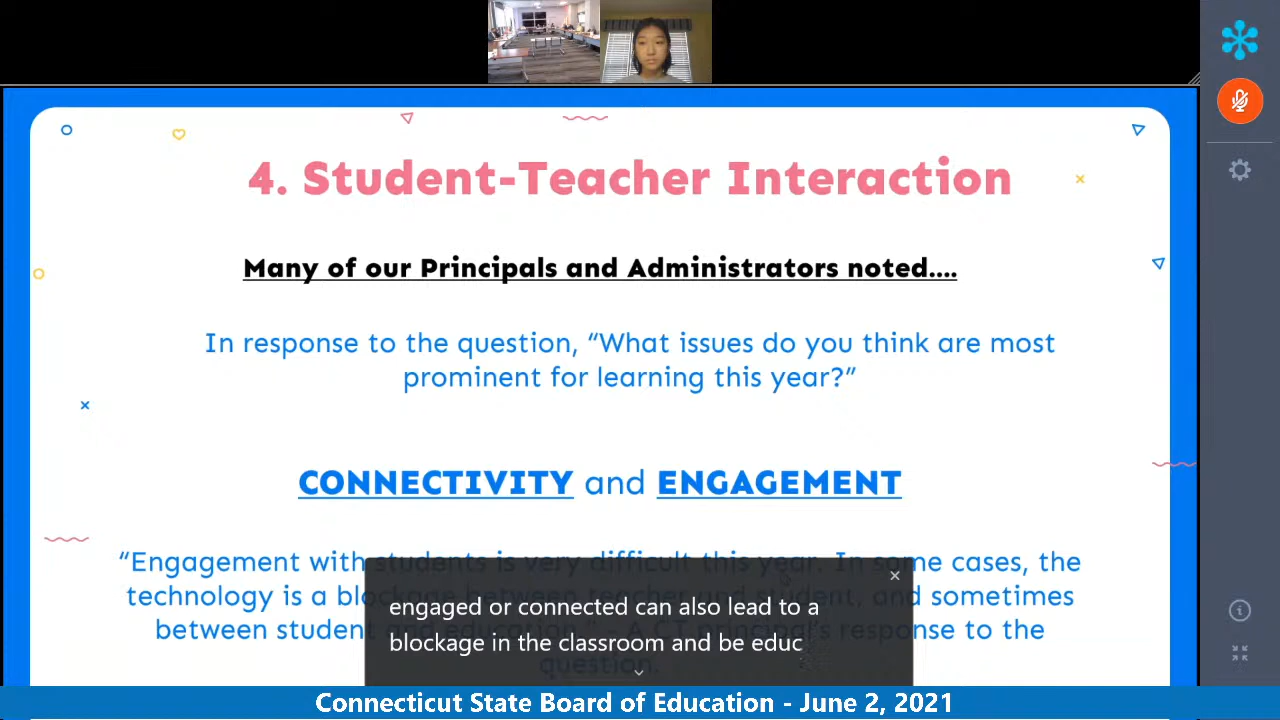 4. Student-Teacher Interaction
Many of our Principals and Administrators noted....
In response to the question, “What issues do you think are most
prominent for learning this year?”
CONNECTIVITY and ENGAGEMENT
“Engagement with students is very difficult this year. In some cases, the
technology is a blockage between teacher and student, and sometimes
between student and education.” - A CT principal's response to the
question.
engaged or connected can also lead to a
blockage in the classroom and be educ
Connecticut State Board of Education - June 2, 2021